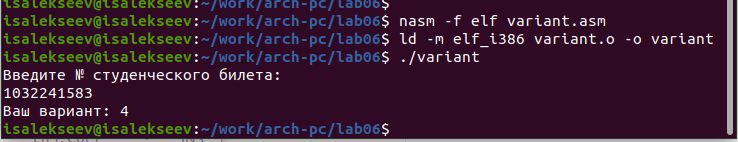 isalekseev@isalekseev:~/work/arch-pc/lab06$
isalekseev@isalekseev:~/work/arch-pc/lab06$ nasm -f elf variant.asm
isalekseev@isalekseev:~/work/arch-pc/lab06$ ld -m elf_i386 variant.o -o variant
isalekseev@isalekseev:~/work/arch-pc/lab06$ ./variant
Введите № студенческого билета:
1032241583
Ваш вариант: 4
isalekseev@isalekseev:~/work/arch-pc/lab06$